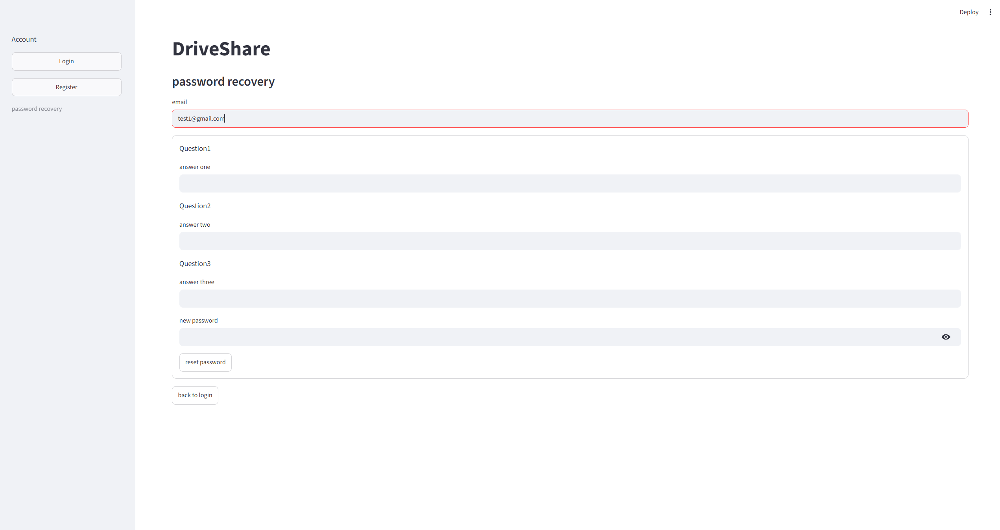 Deploy
Account
Login
Register
password recovery
DriveShare
password recovery
email
test1@gmail.com
Question1
answer one
Question2
answer two
Question3
answer three
new password
reset password
back to login